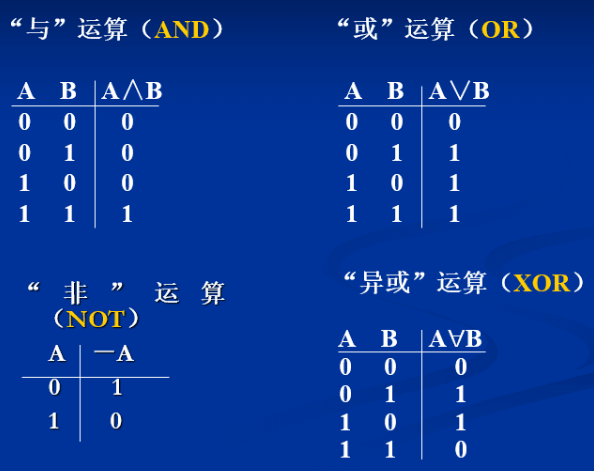 “与”运算（AND）
A B A∧B
0 0 0
0 1 0
1 0 0
1 1 1
“或”运算（OR）
A B A∨B
0 0 0
0 1 1
1 0 1
1 1 1
“ 非 ” 运 算
（NOT）
A －A
0 1
1 0
“异或”运算（XOR）
A B A∀B
0 0 0
0 1 1
1 0 1
1 1 0